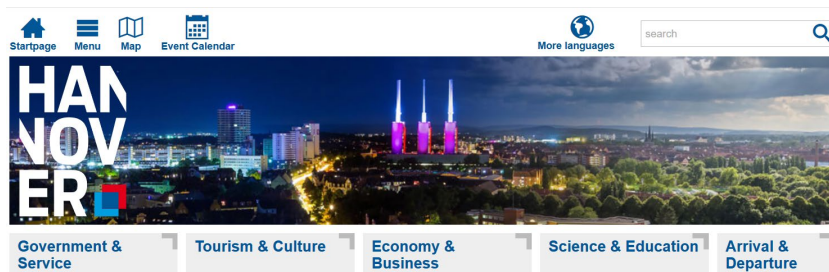 Startpage
Menu
Map
Event Calendar
More languages
search
HAN
NOV
ER
Government &
Service
Tourism & Culture
Economy &
Business
Science & Education
Arrival &
Departure